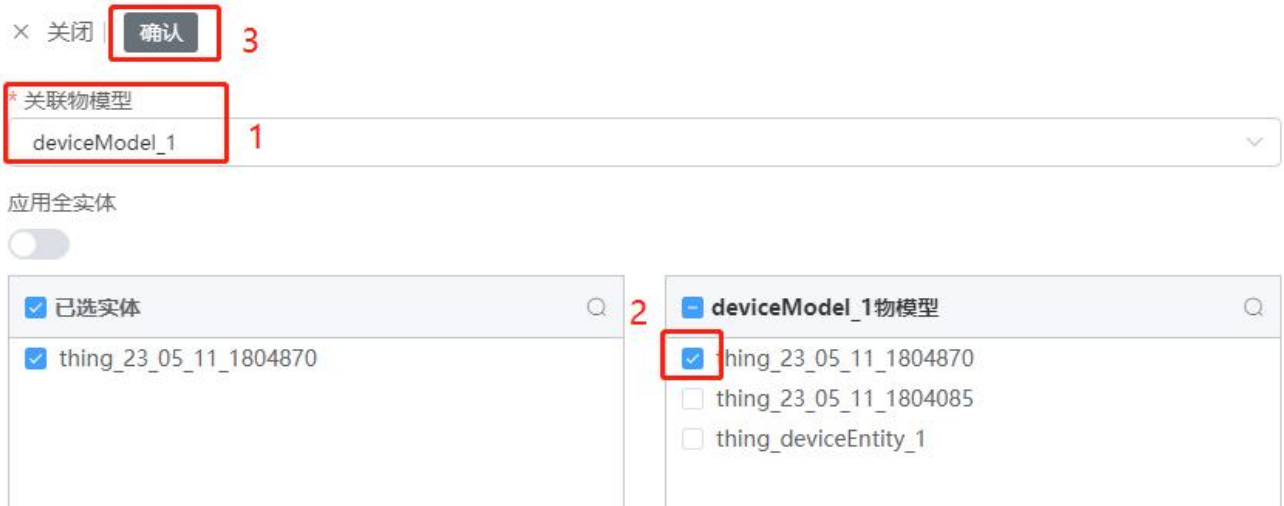 关闭 确认 3
* 关联物模型
deviceModel_1 1
应用全实体
已选实体 2 deviceModel_1物模型
thing_23_05_11_1804870 thing_23_05_11_1804870
thing_23_05_11_1804085
thing_deviceEntity_1